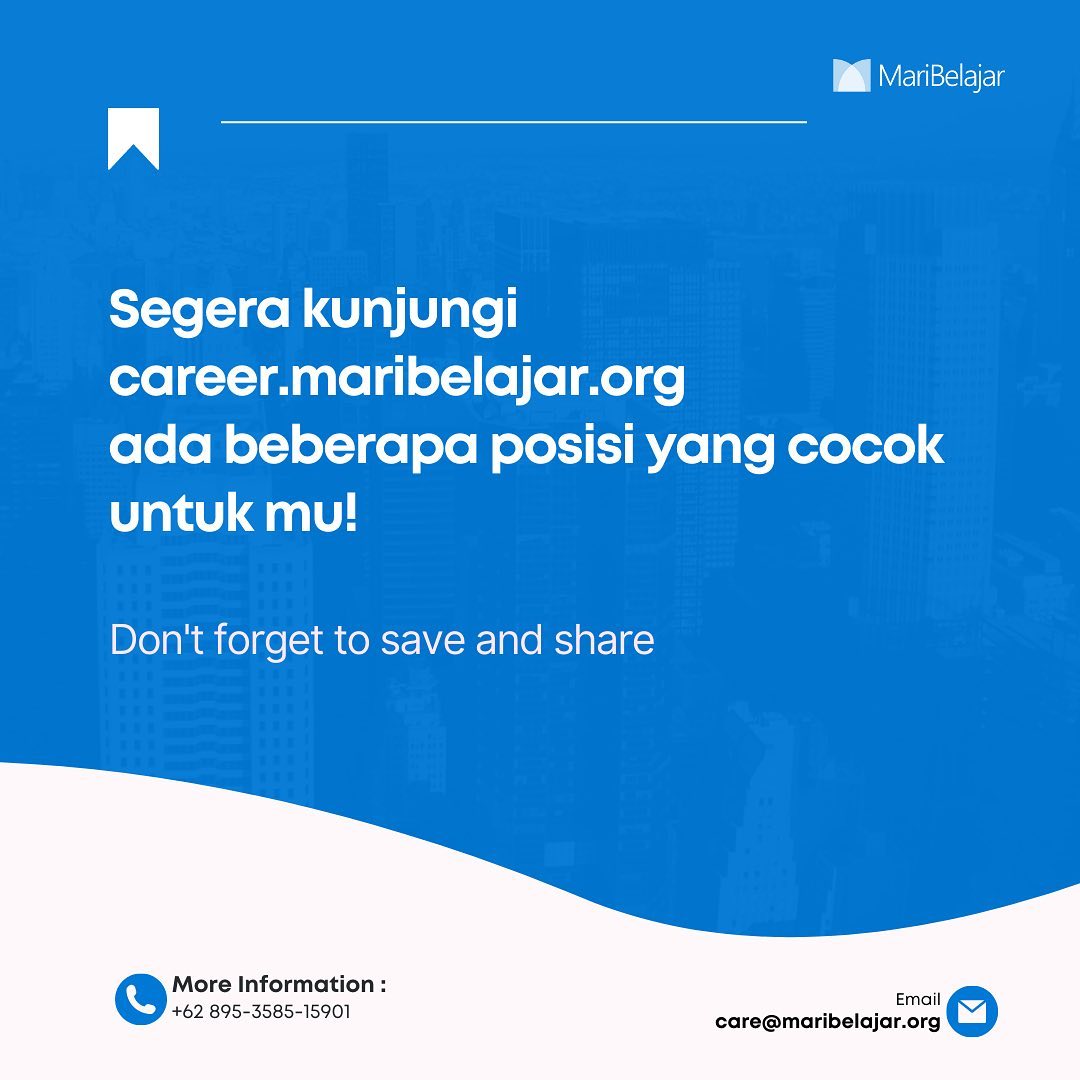 MariBelajar
Segera kunjungi
career.maribelajar.org
ada beberapa posisi yang cocok
untuk mu!
Don't forget to save and share
More Information :
+62 895-3585-15901
Email
care@maribelajar.org